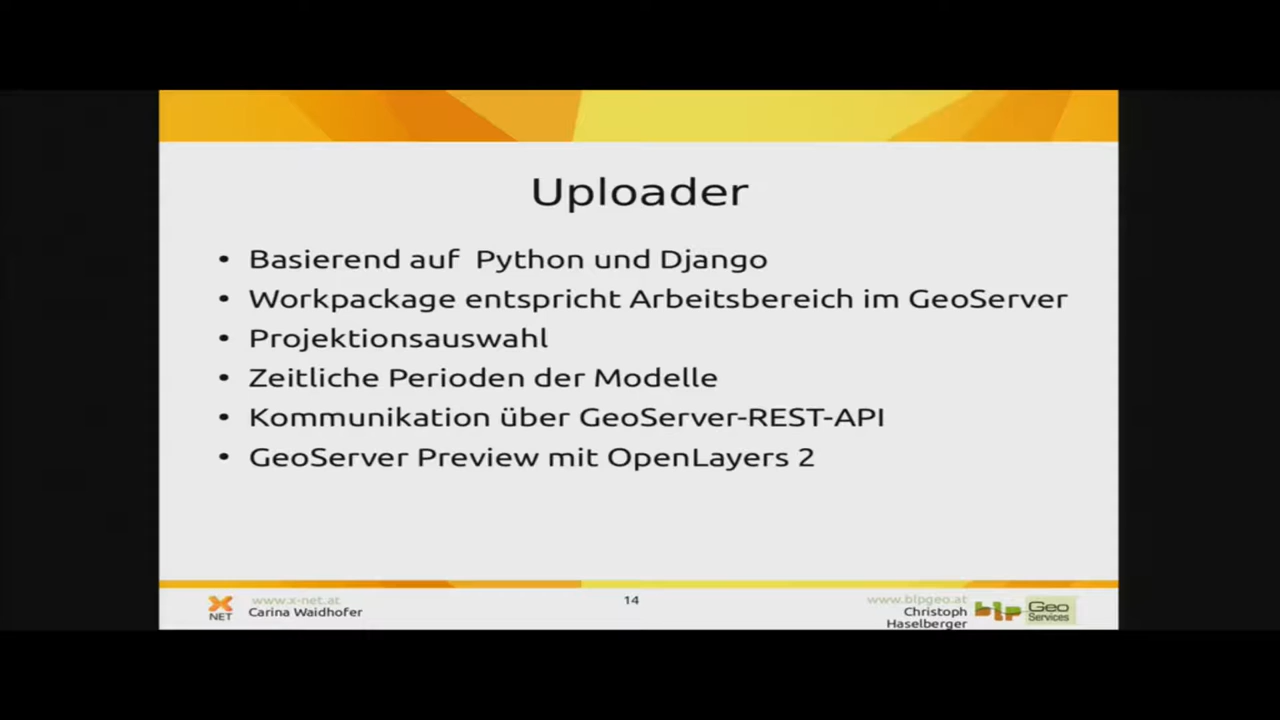 Uploader
• Basierend auf Python und Django
• Workpackage entspricht Arbeitsbereich im GeoServer
• Projektionsauswahl
• Zeitliche Perioden der Modelle
• Kommunikation über GeoServer-REST-API
• GeoServer Preview mit OpenLayers 2
NET
www.x-net.at
Carina Waidhofer
14
www.blpgeo.at
Christoph
Haselberger
blp
Geo
Services